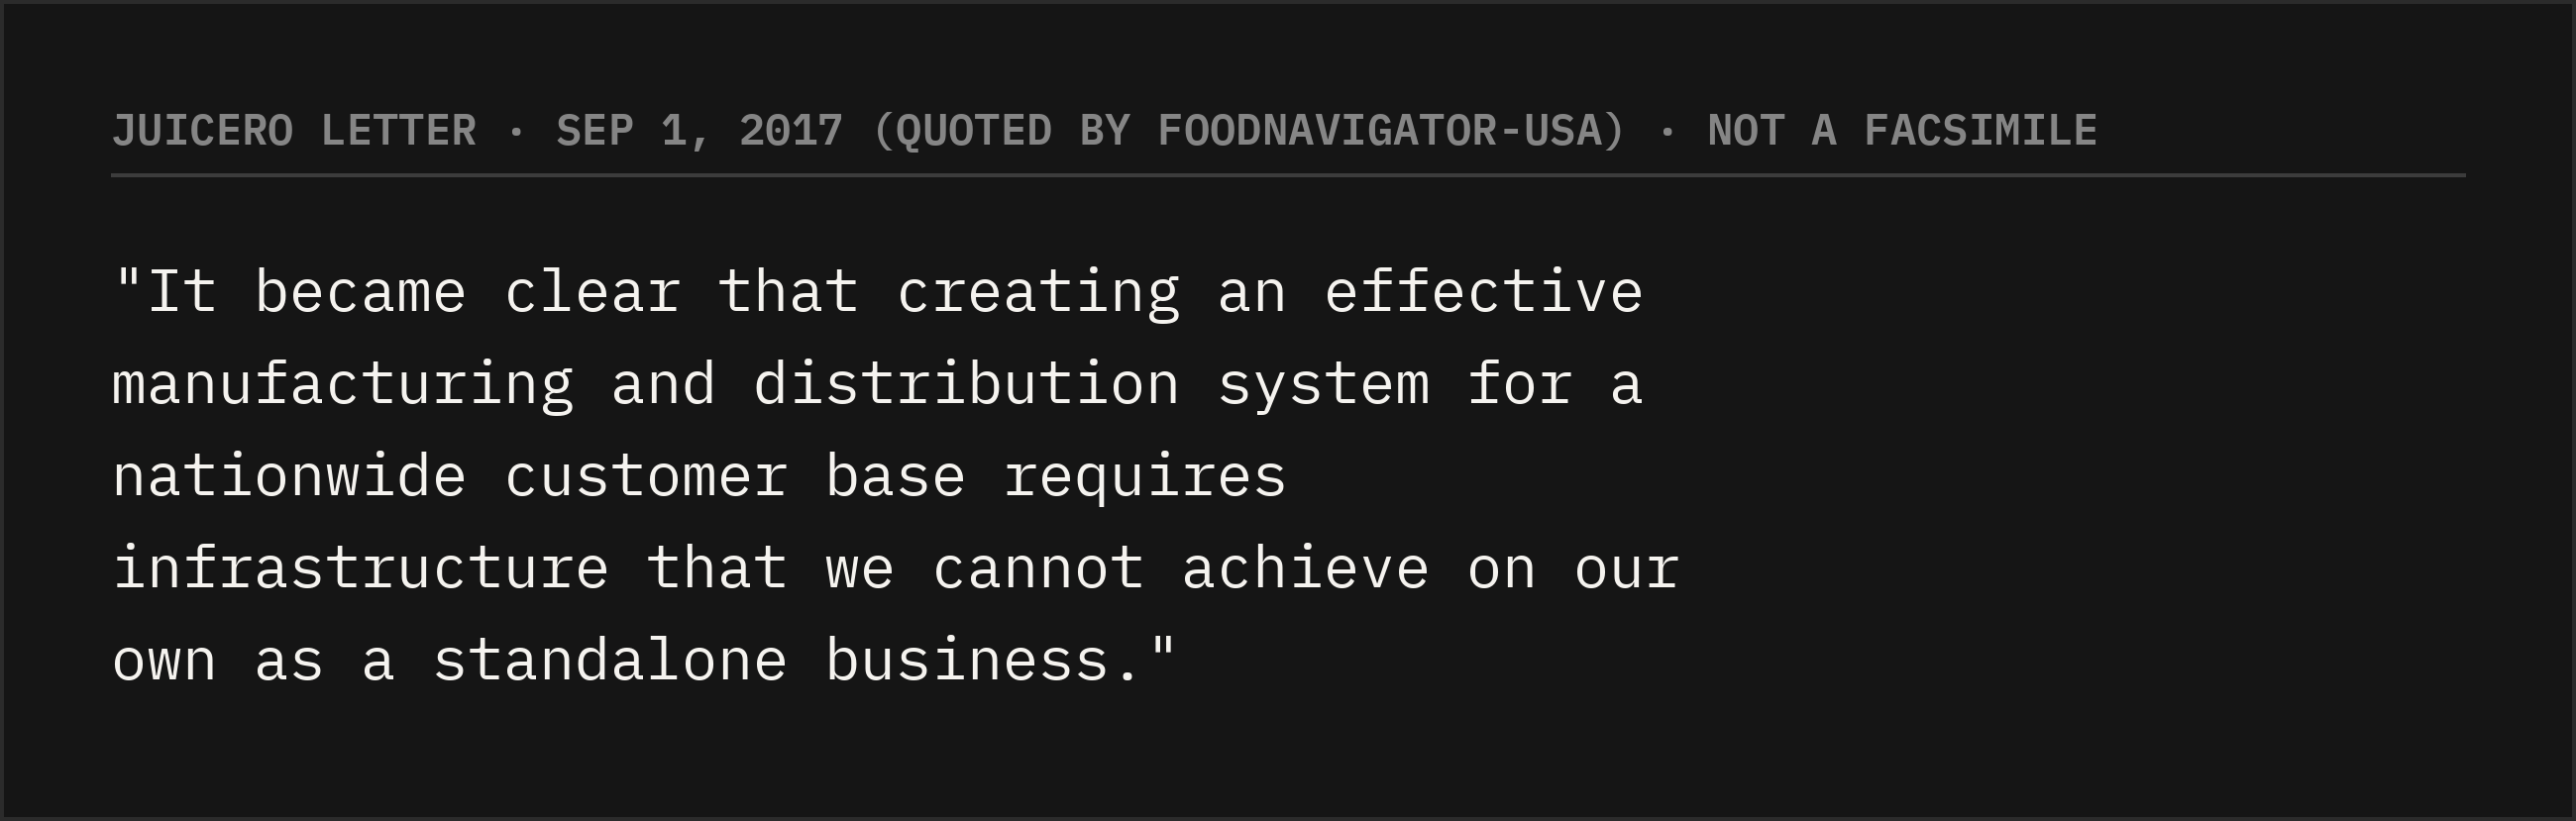 JUICERO LETTER · SEP 1, 2017 (QUOTED BY FOODNAVIGATOR-USA) · NOT A FACSIMILE
"It became clear that creating an effective
manufacturing and distribution system for a
nationwide customer base requires
infrastructure that we cannot achieve on our
own as a standalone business."